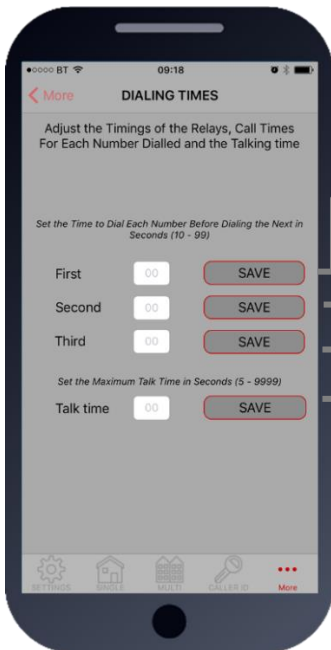 BT 09:18
More DIALING TIMES
Adjust the Timings of the Relays, Call Times
For Each Number Dialled and the Talking time
Set the Time to Dial Each Number Before Dialing the Next in
Seconds (10 - 99)
First 00 SAVE
Second 00 SAVE
Third 00 SAVE
Set the Maximum Talk Time in Seconds (5 - 9999)
Talk time 00 SAVE
SETTINGS SINGLE MULTI CALLER ID More